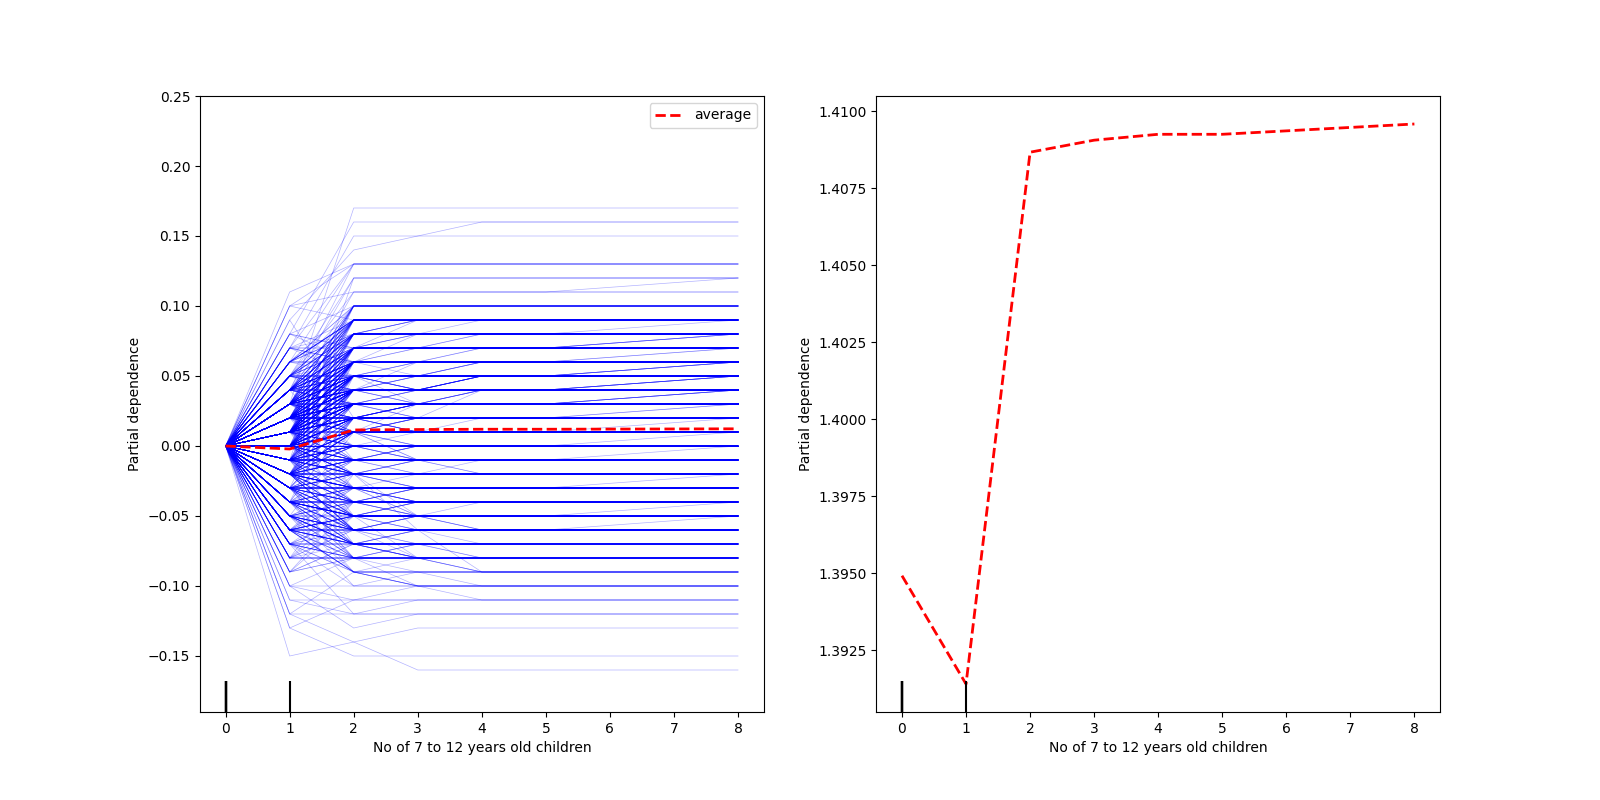 0.25
0.20
0.15
0.10
0.05
0.00
−0.05
−0.10
−0.15
Partial dependence
average
0 1 2 3 4 5 6 7 8
No of 7 to 12 years old children
1.4100
1.4075
1.4050
1.4025
1.4000
1.3975
1.3950
1.3925
Partial dependence
0 1 2 3 4 5 6 7 8
No of 7 to 12 years old children